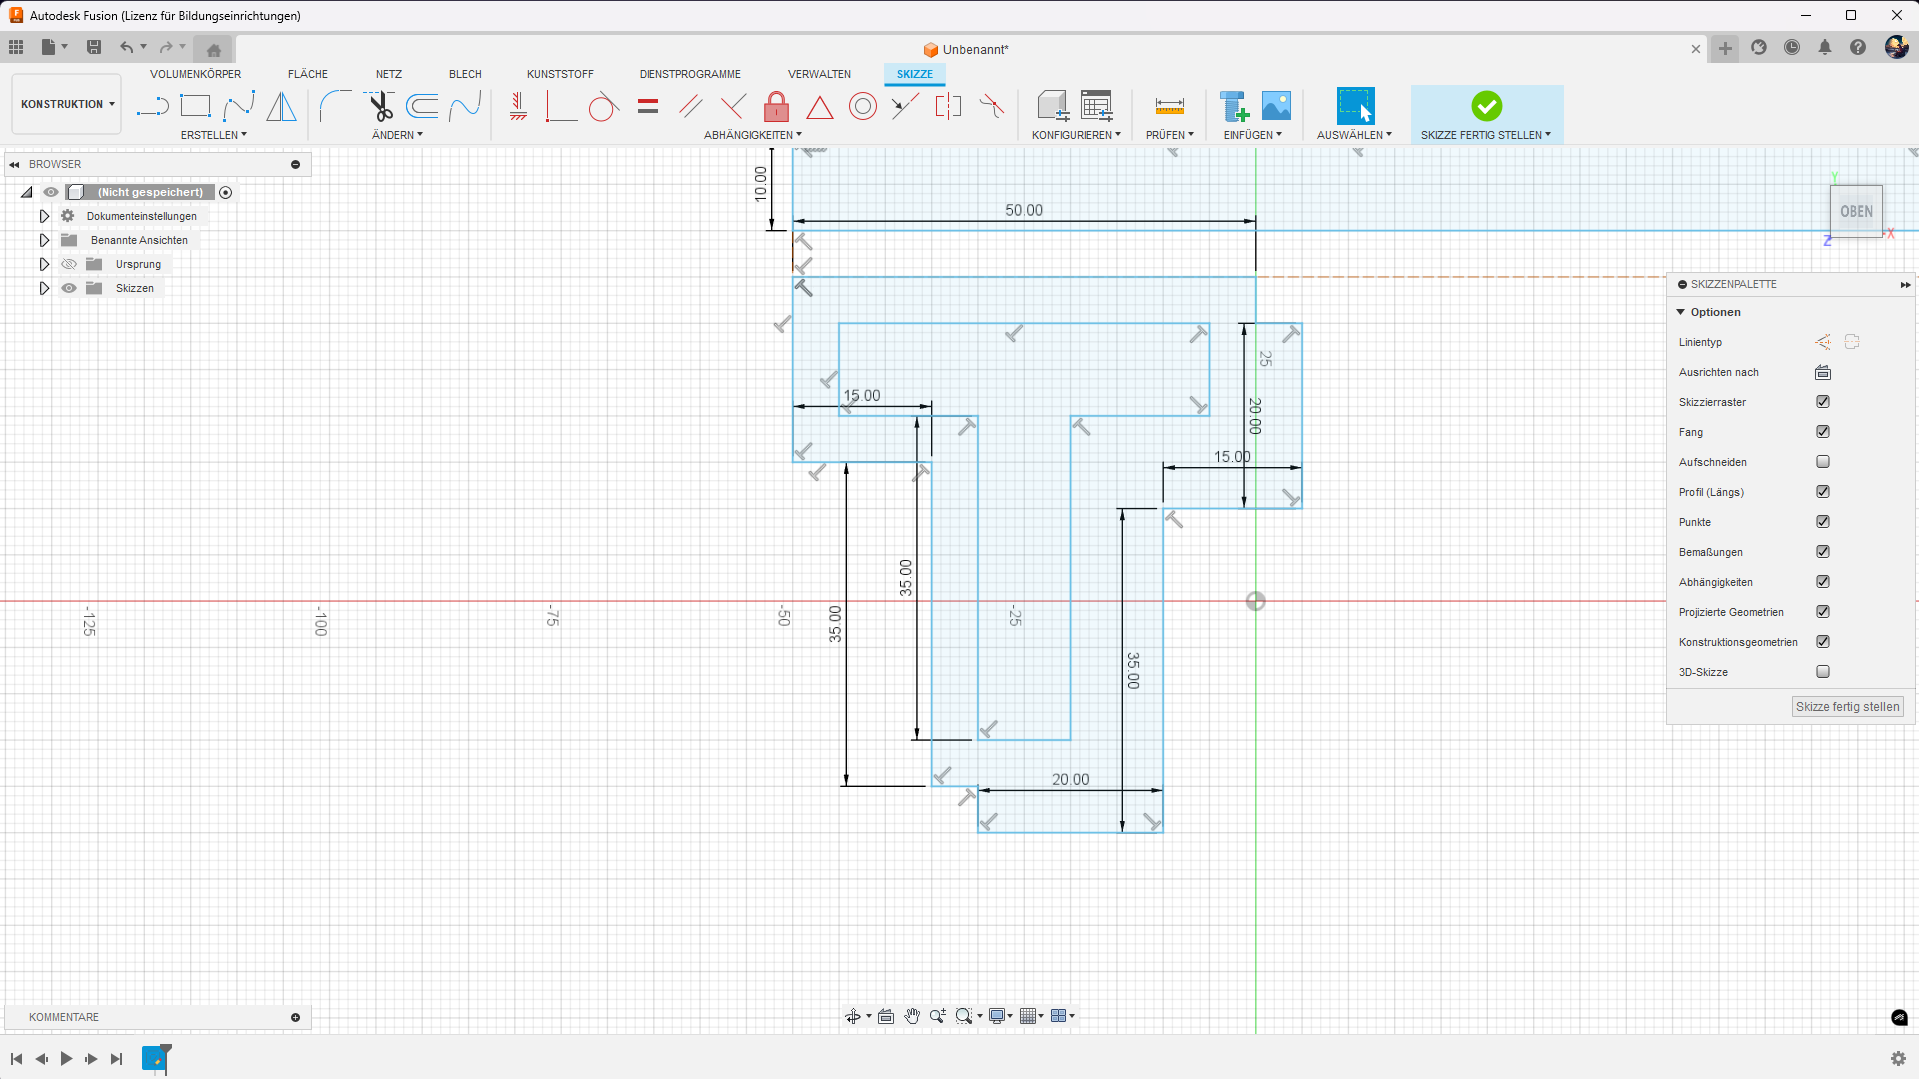 Autodesk Fusion (Lizenz für Bildungseinrichtungen)
Unbenannt*
VOLUMENKÖRPER FLÄCHE NETZ BLECH KUNSTSTOFF DIENSTPROGRAMME VERWALTEN SKIZZE
KONSTRUKTION
ERSTELLEN ÄNDERN ABHÄNGIGKEITEN KONFIGURIEREN PRÜFEN EINFÜGEN AUSWÄHLEN SKIZZE FERTIG STELLEN
BROWSER
(Nicht gespeichert)
Dokumenteinstellungen
Benannte Ansichten
Ursprung
Skizzen
10.00
50.00
15.00
25
20.00
15.00
35.00
35.00
35.00
20.00
-125
-100
-75
-50
-25
Y
OBEN
X
Z
SKIZZENPALETTE
Optionen
Linientyp
Ausrichten nach
Skizzierraster
Fang
Aufschneiden
Profil (Längs)
Punkte
Bemaßungen
Abhängigkeiten
Projizierte Geometrien
Konstruktionsgeometrien
3D-Skizze
Skizze fertig stellen
KOMMENTARE